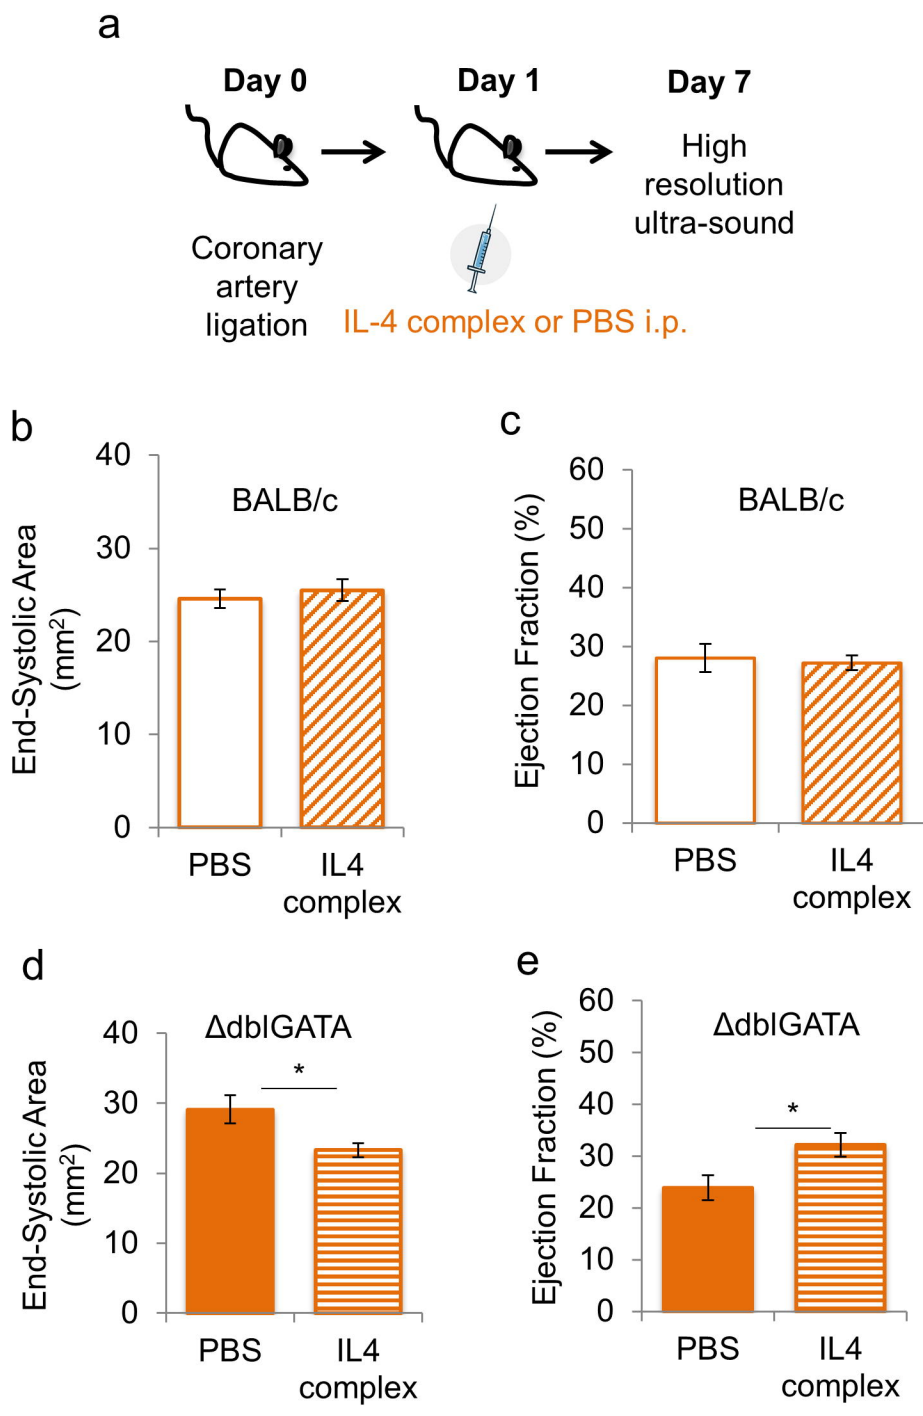 a
Day 0
Day 1
Day 7
High
resolution
ultra-sound
Coronary
artery
ligation
IL-4 complex or PBS i.p.
b
End-Systolic Area
(mm²)
40
30
20
10
0
BALB/c
PBS
IL4
complex
c
Ejection Fraction (%)
60
50
40
30
20
10
0
BALB/c
PBS
IL4
complex
d
End-Systolic Area
(mm²)
40
30
20
10
0
ΔdblGATA
*
PBS
IL4
complex
e
Ejection Fraction (%)
60
50
40
30
20
10
0
ΔdblGATA
*
PBS
IL4
complex